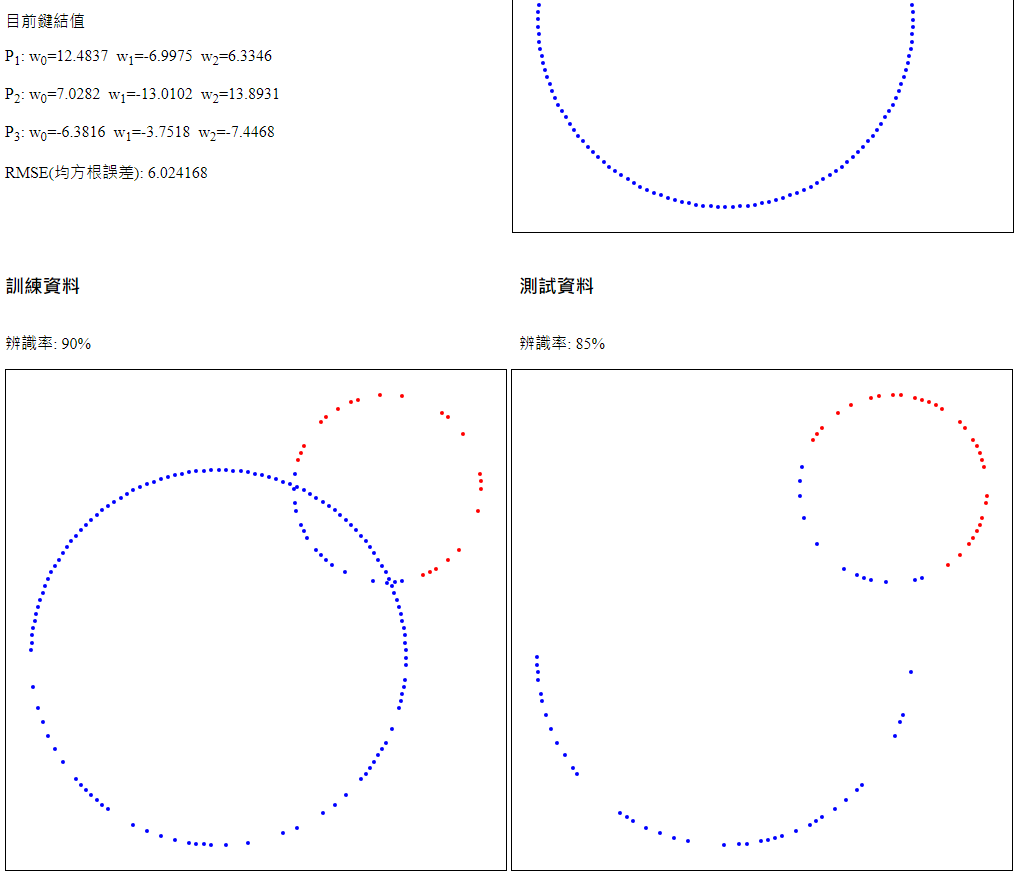 目前鍵結值
P1: w0=12.4837 w1=-6.9975 w2=6.3346
P2: w0=7.0282 w1=-13.0102 w2=13.8931
P3: w0=-6.3816 w1=-3.7518 w2=-7.4468
RMSE(均方根誤差): 6.024168
訓練資料
測試資料
辨識率: 90%
辨識率: 85%